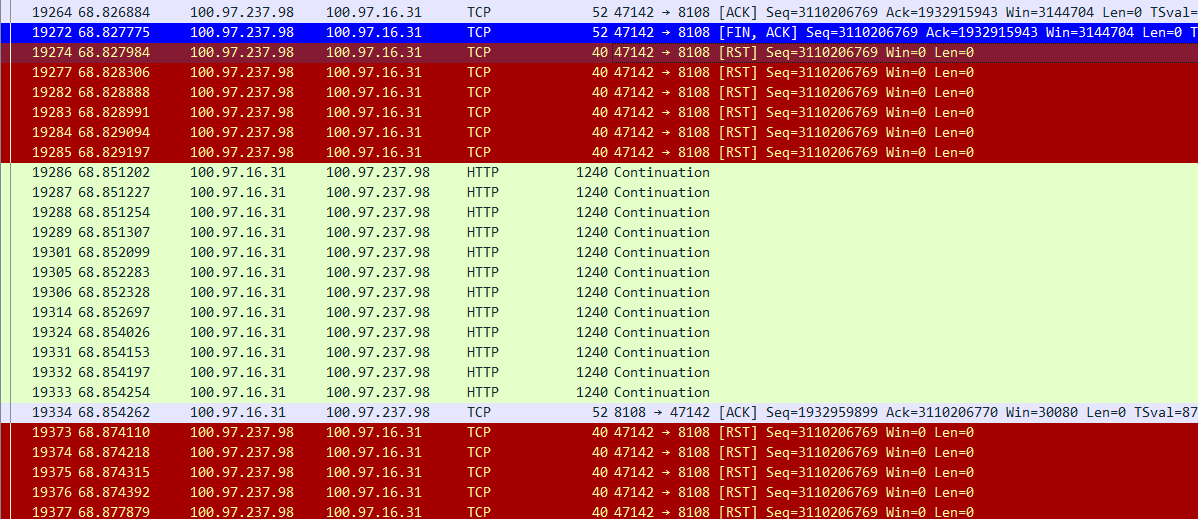 19264 68.826884 100.97.237.98 100.97.16.31 TCP 52 47142 → 8108 [ACK] Seq=3110206769 Ack=1932915943 Win=3144704 Len=0 TSval=
19272 68.827775 100.97.237.98 100.97.16.31 TCP 52 47142 → 8108 [FIN, ACK] Seq=3110206769 Ack=1932915943 Win=3144704 Len=0 T
19274 68.827984 100.97.237.98 100.97.16.31 TCP 40 47142 → 8108 [RST] Seq=3110206769 Win=0 Len=0
19277 68.828306 100.97.237.98 100.97.16.31 TCP 40 47142 → 8108 [RST] Seq=3110206769 Win=0 Len=0
19282 68.828888 100.97.237.98 100.97.16.31 TCP 40 47142 → 8108 [RST] Seq=3110206769 Win=0 Len=0
19283 68.828991 100.97.237.98 100.97.16.31 TCP 40 47142 → 8108 [RST] Seq=3110206769 Win=0 Len=0
19284 68.829094 100.97.237.98 100.97.16.31 TCP 40 47142 → 8108 [RST] Seq=3110206769 Win=0 Len=0
19285 68.829197 100.97.237.98 100.97.16.31 TCP 40 47142 → 8108 [RST] Seq=3110206769 Win=0 Len=0
19286 68.851202 100.97.16.31 100.97.237.98 HTTP 1240 Continuation
19287 68.851227 100.97.16.31 100.97.237.98 HTTP 1240 Continuation
19288 68.851254 100.97.16.31 100.97.237.98 HTTP 1240 Continuation
19289 68.851307 100.97.16.31 100.97.237.98 HTTP 1240 Continuation
19301 68.852099 100.97.16.31 100.97.237.98 HTTP 1240 Continuation
19305 68.852283 100.97.16.31 100.97.237.98 HTTP 1240 Continuation
19306 68.852328 100.97.16.31 100.97.237.98 HTTP 1240 Continuation
19314 68.852697 100.97.16.31 100.97.237.98 HTTP 1240 Continuation
19324 68.854026 100.97.16.31 100.97.237.98 HTTP 1240 Continuation
19331 68.854153 100.97.16.31 100.97.237.98 HTTP 1240 Continuation
19332 68.854197 100.97.16.31 100.97.237.98 HTTP 1240 Continuation
19333 68.854254 100.97.16.31 100.97.237.98 HTTP 1240 Continuation
19334 68.854262 100.97.16.31 100.97.237.98 TCP 52 8108 → 47142 [ACK] Seq=1932959899 Ack=3110206770 Win=30080 Len=0 TSval=87
19373 68.874110 100.97.237.98 100.97.16.31 TCP 40 47142 → 8108 [RST] Seq=3110206769 Win=0 Len=0
19374 68.874218 100.97.237.98 100.97.16.31 TCP 40 47142 → 8108 [RST] Seq=3110206769 Win=0 Len=0
19375 68.874315 100.97.237.98 100.97.16.31 TCP 40 47142 → 8108 [RST] Seq=3110206769 Win=0 Len=0
19376 68.874392 100.97.237.98 100.97.16.31 TCP 40 47142 → 8108 [RST] Seq=3110206769 Win=0 Len=0
19377 68.877879 100.97.237.98 100.97.16.31 TCP 40 47142 → 8108 [RST] Seq=3110206769 Win=0 Len=0